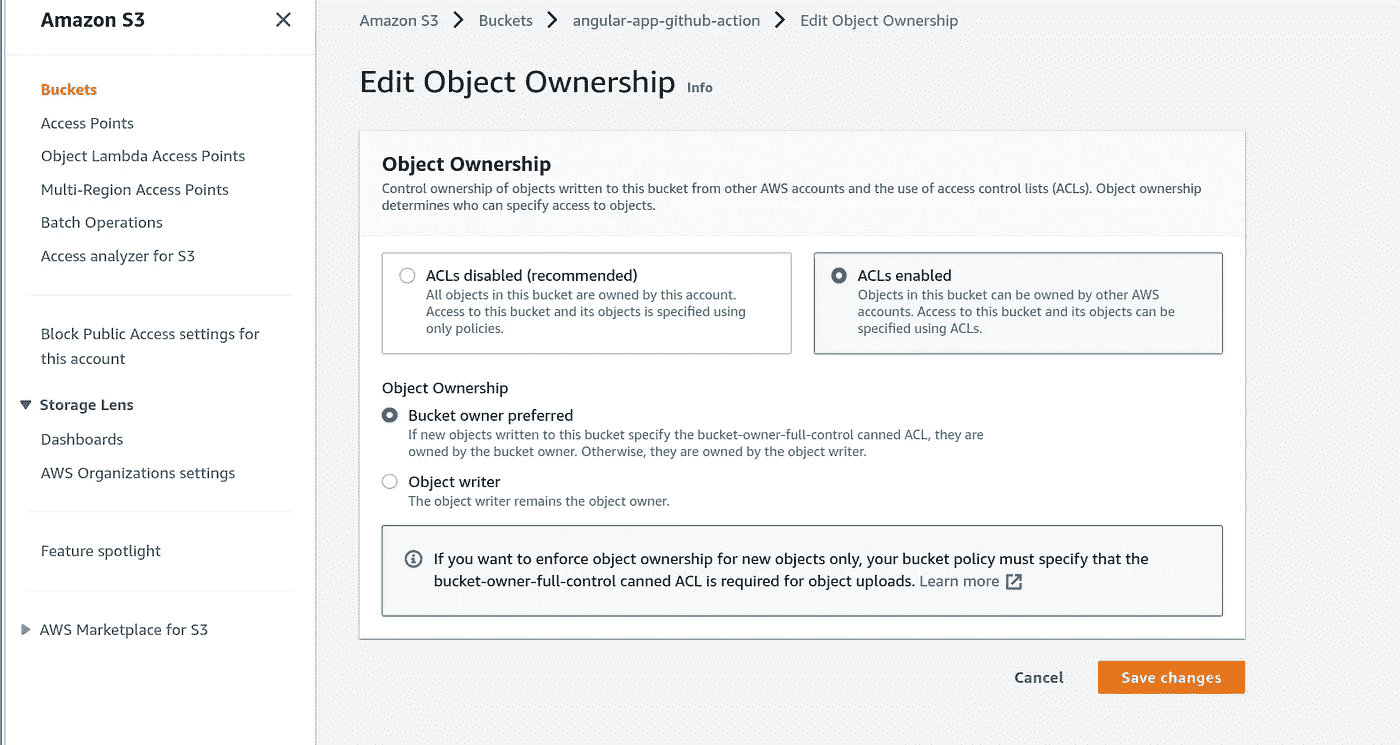 Amazon S3
Amazon S3 Buckets angular-app-github-action Edit Object Ownership
Buckets
Access Points
Object Lambda Access Points
Multi-Region Access Points
Batch Operations
Access analyzer for S3
Block Public Access settings for
this account
Storage Lens
Dashboards
AWS Organizations settings
Feature spotlight
AWS Marketplace for S3
Edit Object Ownership Info
Object Ownership
Control ownership of objects written to this bucket from other AWS accounts and the use of access control lists (ACLs). Object ownership
determines who can specify access to objects.
ACLs disabled (recommended)
All objects in this bucket are owned by this account.
Access to this bucket and its objects is specified using
only policies.
ACLs enabled
Objects in this bucket can be owned by other AWS
accounts. Access to this bucket and its objects can be
specified using ACLs.
Object Ownership
Bucket owner preferred
If new objects written to this bucket specify the bucket-owner-full-control canned ACL, they are
owned by the bucket owner. Otherwise, they are owned by the object writer.
Object writer
The object writer remains the object owner.
If you want to enforce object ownership for new objects only, your bucket policy must specify that the
bucket-owner-full-control canned ACL is required for object uploads. Learn more
Cancel
Save changes